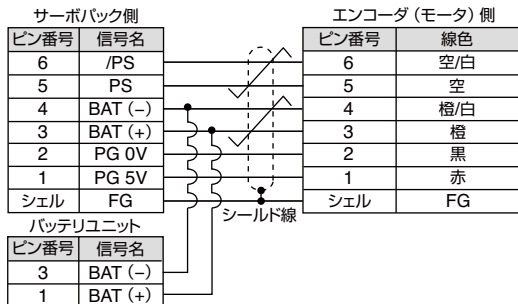 サーボパック側
ピン番号 信号名
6 /PS
5 PS
4 BAT (−)
3 BAT (+)
2 PG 0V
1 PG 5V
シェル FG
エンコーダ (モータ) 側
ピン番号 線色
6 空/白
5 空
4 橙/白
3 橙
2 黒
1 赤
シェル FG
シールド線
バッテリユニット
ピン番号 信号名
3 BAT (−)
1 BAT (+)